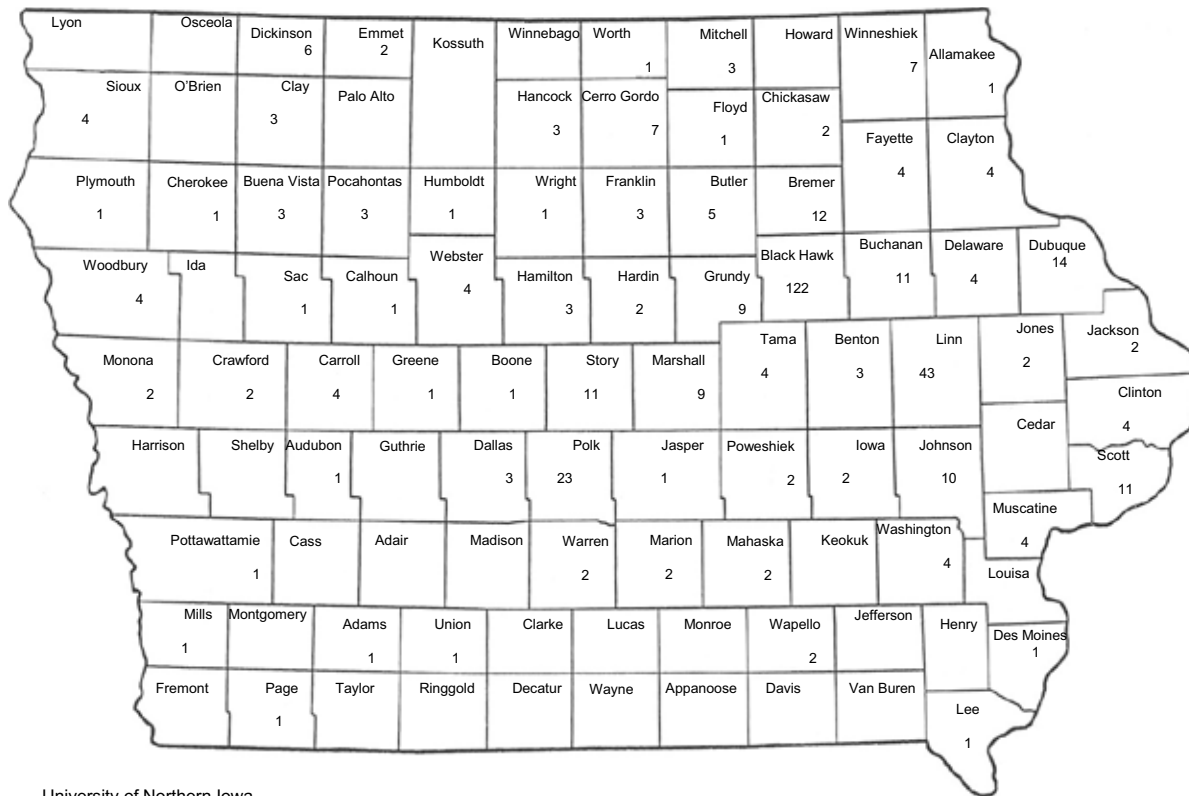 Lyon
Osceola
Dickinson
6
Emmet
2
Kossuth
Winnebago
Worth
1
Mitchell
3
Howard
Winneshiek
7
Allamakee
1
Sioux
4
O'Brien
Clay
3
Palo Alto
Hancock
3
Cerro Gordo
7
Floyd
1
Chickasaw
2
Fayette
4
Clayton
4
Plymouth
1
Cherokee
1
Buena Vista
3
Pocahontas
3
Humboldt
1
Wright
1
Franklin
3
Butler
5
Bremer
12
Woodbury
4
Ida
Sac
1
Calhoun
1
Webster
4
Hamilton
3
Hardin
2
Grundy
9
Black Hawk
122
Buchanan
11
Delaware
4
Dubuque
14
Monona
2
Crawford
2
Carroll
4
Greene
1
Boone
1
Story
11
Marshall
9
Tama
4
Benton
3
Linn
43
Jones
2
Jackson
2
Clinton
4
Harrison
Shelby
Audubon
1
Guthrie
Dallas
3
Polk
23
Jasper
1
Poweshiek
2
Iowa
2
Johnson
10
Cedar
Scott
11
Muscatine
4
Pottawattamie
1
Cass
Adair
Madison
Warren
2
Marion
2
Mahaska
2
Keokuk
Washington
4
Louisa
Mills
1
Montgomery
Adams
1
Union
1
Clarke
Lucas
Monroe
Wapello
2
Jefferson
Henry
Des Moines
1
Fremont
Page
1
Taylor
Ringgold
Decatur
Wayne
Appanoose
Davis
Van Buren
Lee
1
University of Northern Iowa